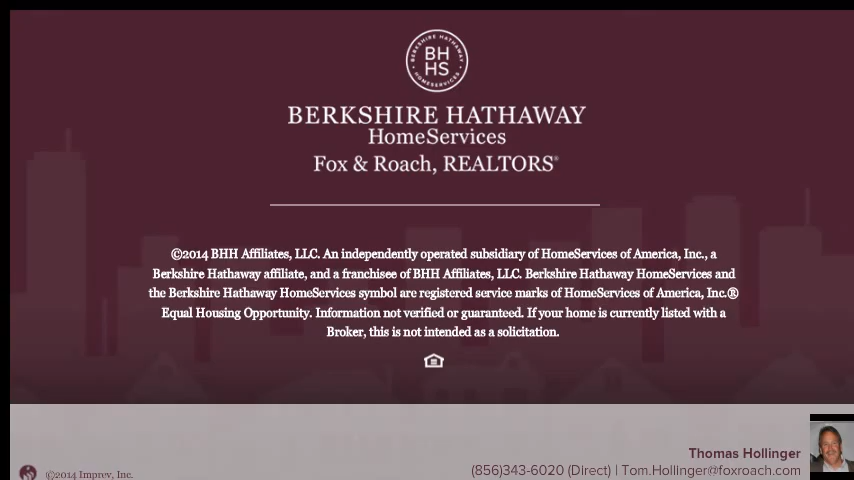 BERKSHIRE HATHAWAY
HOMESERVICES
BH
HS
BERKSHIRE HATHAWAY
HomeServices
Fox & Roach, REALTORS®
©2014 BHH Affiliates, LLC. An independently operated subsidiary of HomeServices of America, Inc., a
Berkshire Hathaway affiliate, and a franchisee of BHH Affiliates, LLC. Berkshire Hathaway HomeServices and
the Berkshire Hathaway HomeServices symbol are registered service marks of HomeServices of America, Inc.®
Equal Housing Opportunity. Information not verified or guaranteed. If your home is currently listed with a
Broker, this is not intended as a solicitation.
Thomas Hollinger
(856)343-6020 (Direct) | Tom.Hollinger@foxroach.com
©2014 Imprev, Inc.